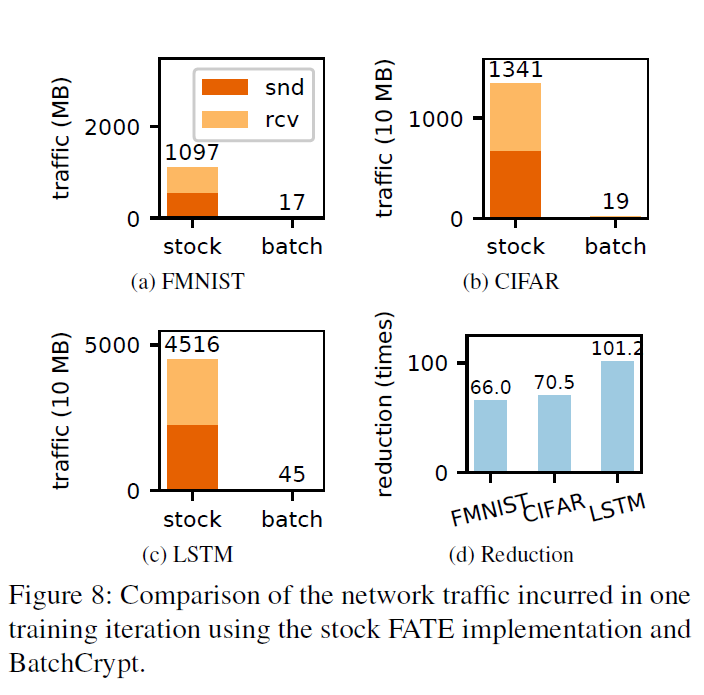 traffic (MB)
2000
0
snd
rcv
1097
17
stock
batch
(a) FMNIST
traffic (10 MB)
1000
0
1341
19
stock
batch
(b) CIFAR
traffic (10 MB)
5000
0
4516
45
stock
batch
(c) LSTM
reduction (times)
100
0
66.0
70.5
101.2
FMNIST
CIFAR
LSTM
(d) Reduction
Figure 8: Comparison of the network traffic incurred in one
training iteration using the stock FATE implementation and
BatchCrypt.